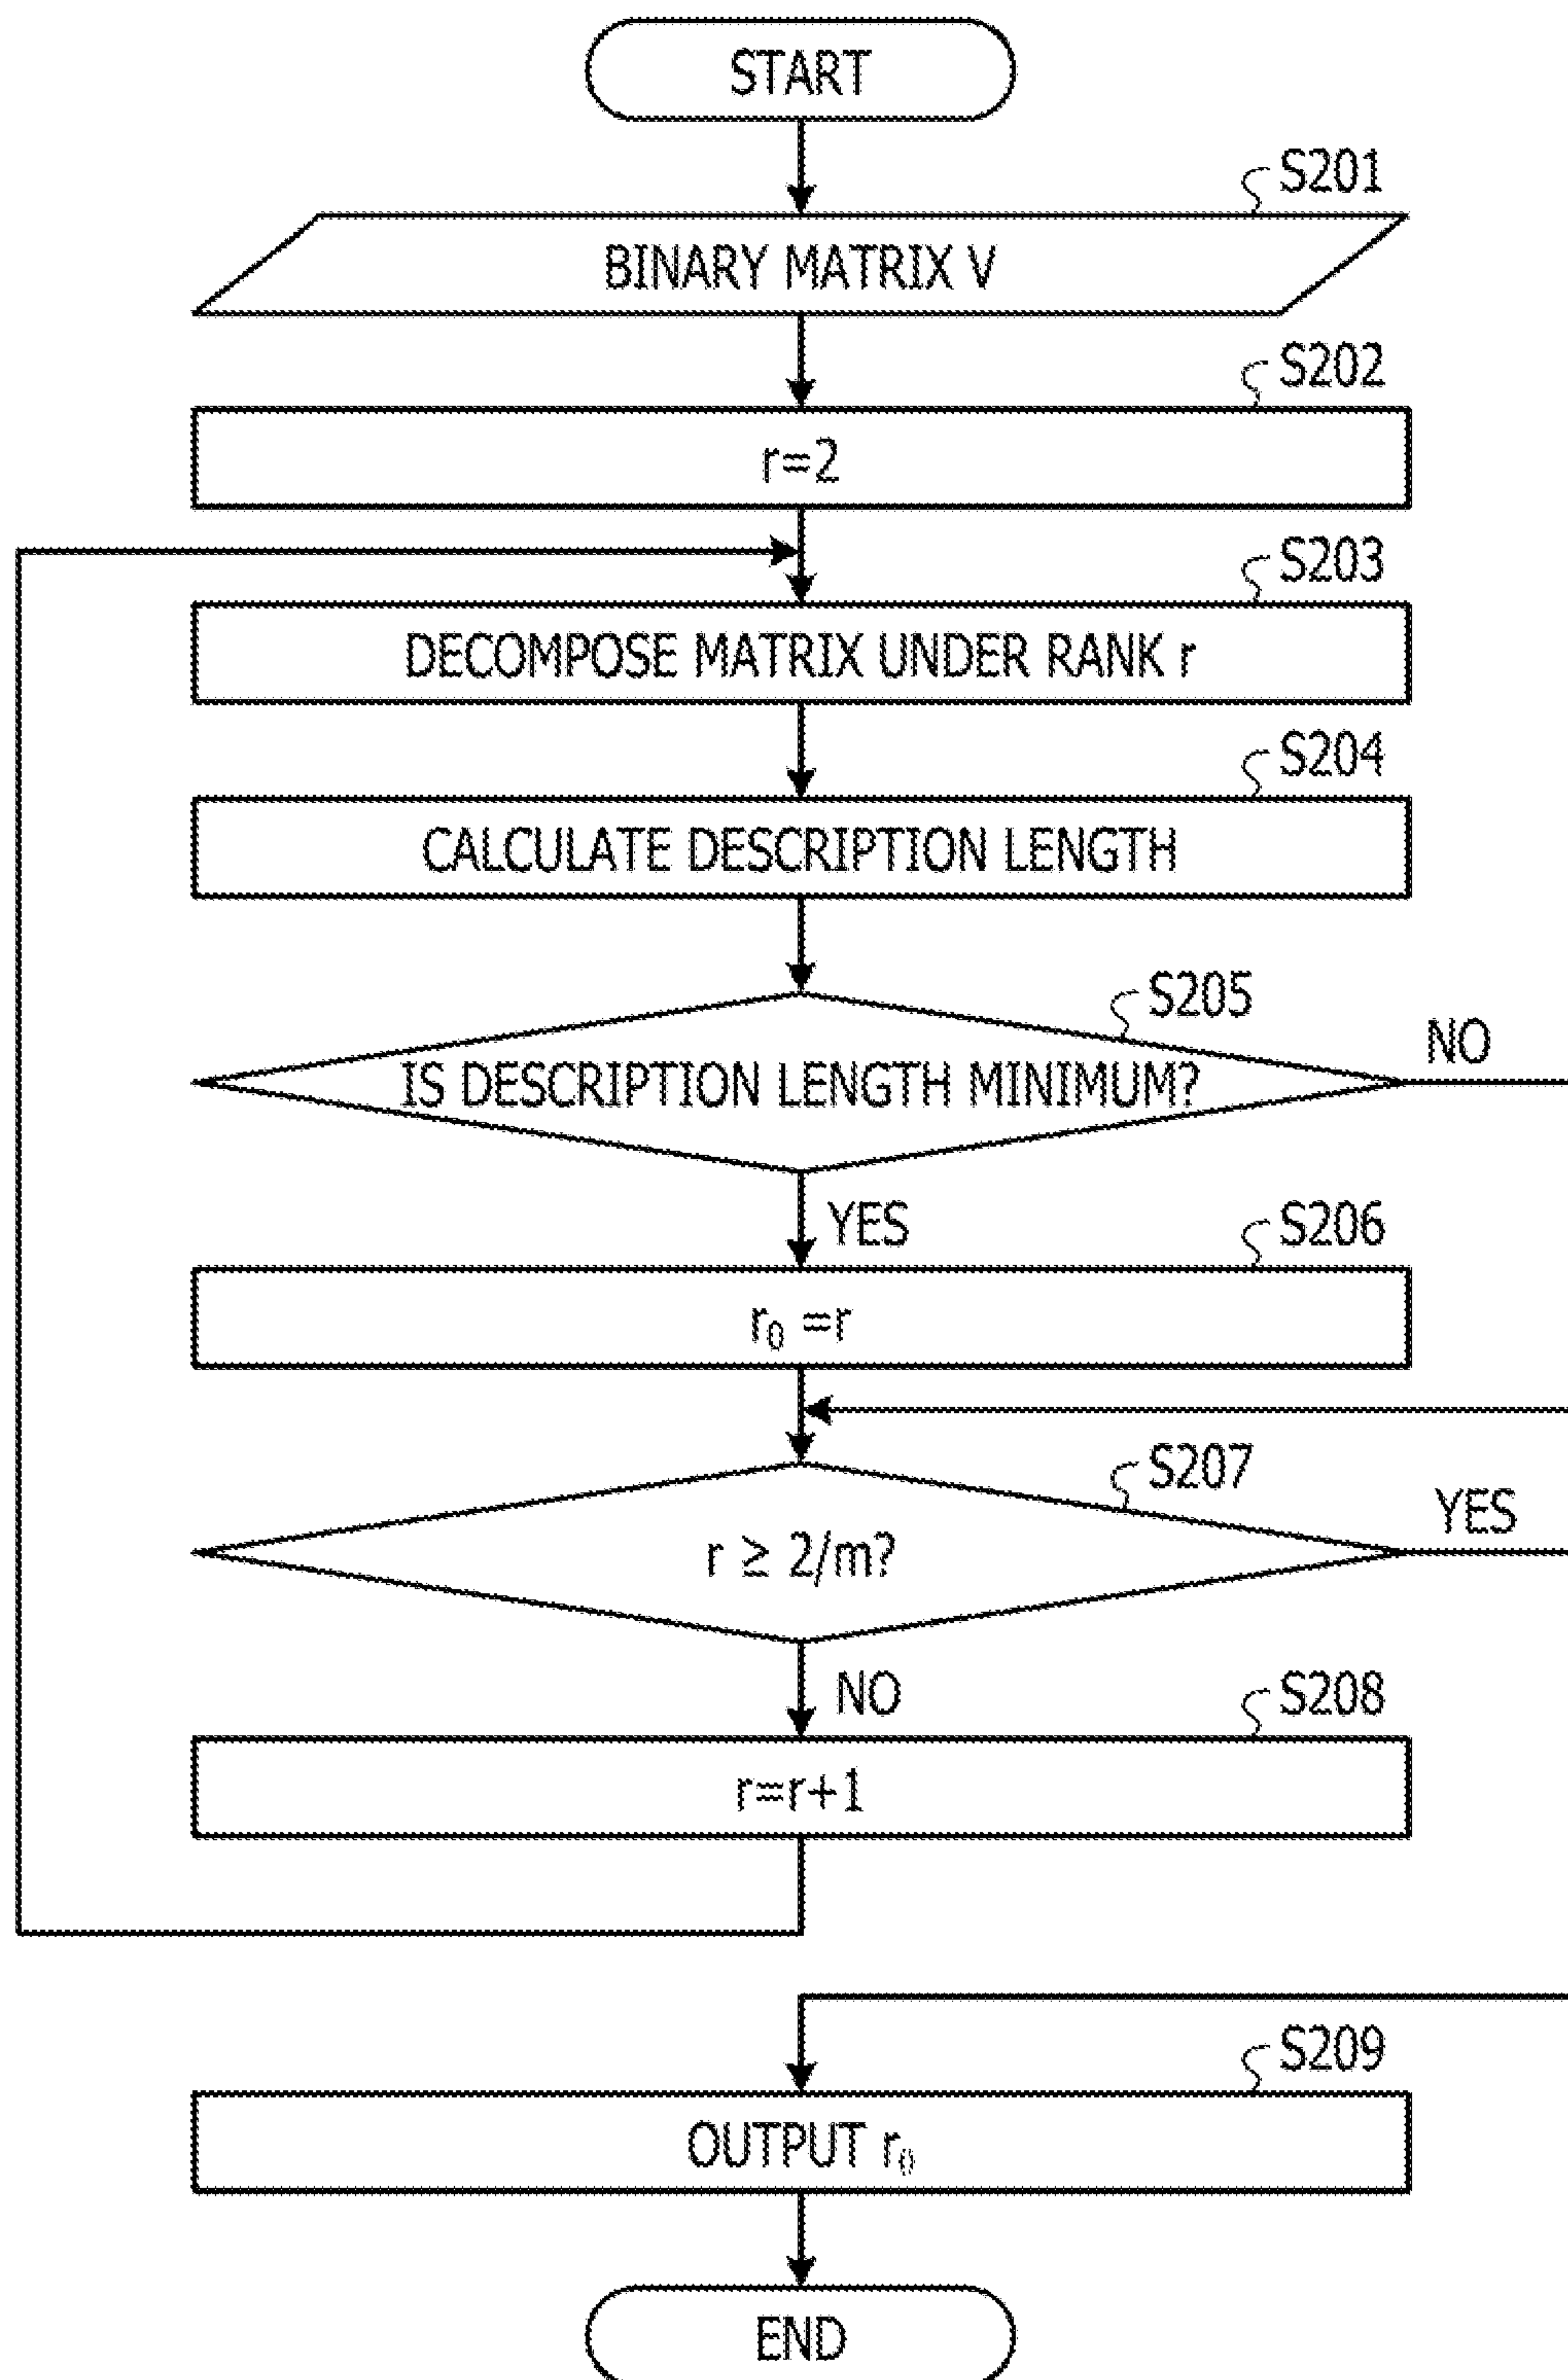 START
S201
BINARY MATRIX V
S202
r=2
S203
DECOMPOSE MATRIX UNDER RANK r
S204
CALCULATE DESCRIPTION LENGTH
S205
NO
IS DESCRIPTION LENGTH MINIMUM?
YES
S206
r₀ =r
S207
YES
r ≥ 2/m?
NO
S208
r=r+1
S209
OUTPUT r₀
END